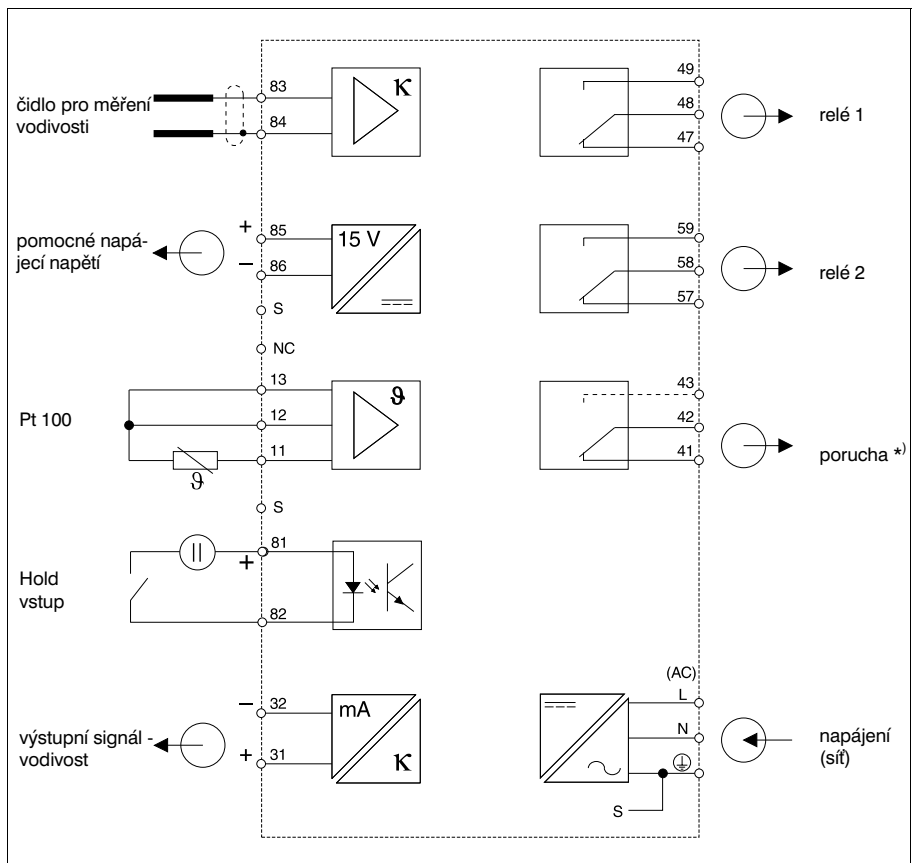 čidlo pro měření
vodivosti
83
84
κ
49
48
47
relé 1
pomocné napá-
jecí napětí
+
85
–
86
15 V
S
NC
59
58
57
relé 2
Pt 100
13
12
11
ϑ
ϑ
S
43
42
41
porucha *)
Hold
vstup
81
+
82
výstupní signál -
vodivost
–
32
+
31
mA
κ
(AC)
L
N
S
napájení
(síť)